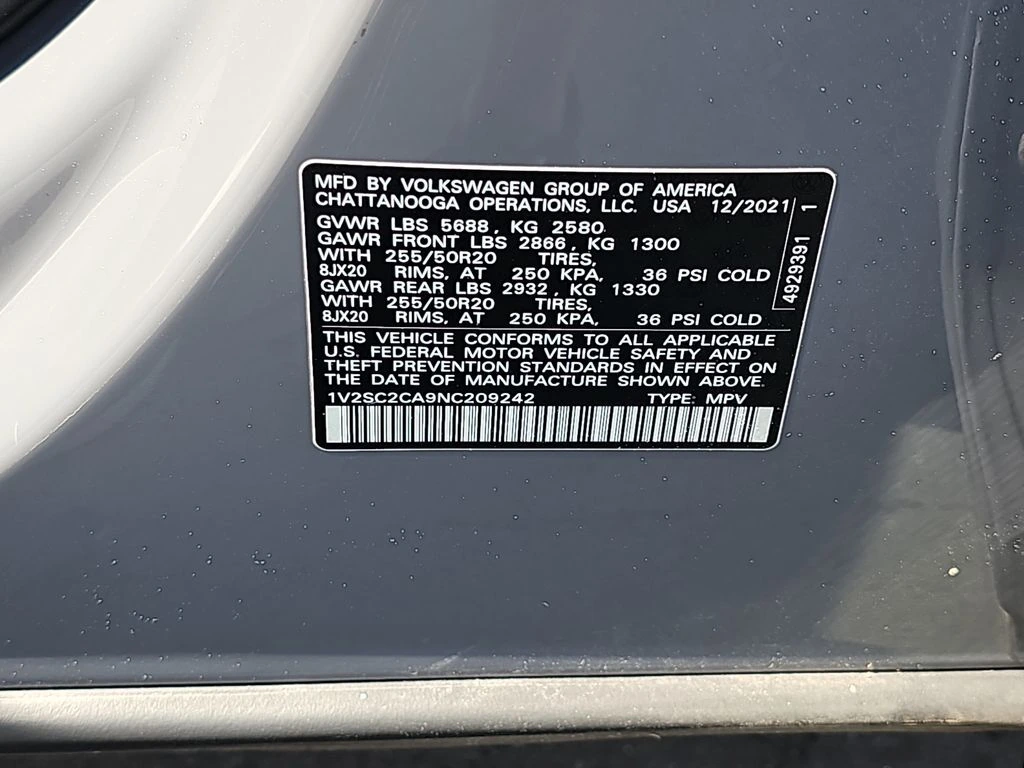 MFD BY VOLKSWAGEN GROUP OF AMERICA
CHATTANOOGA OPERATIONS, LLC. USA 12/2021
GVWR LBS 5688, KG 2580
GAWR FRONT LBS 2866, KG 1300
WITH 255/50R20 TIRES,
8JX20 RIMS, AT 250 KPA, 36 PSI COLD
GAWR REAR LBS 2932, KG 1330
WITH 255/50R20 TIRES,
8JX20 RIMS, AT 250 KPA, 36 PSI COLD
THIS VEHICLE CONFORMS TO ALL APPLICABLE
U.S. FEDERAL MOTOR VEHICLE SAFETY AND
THEFT PREVENTION STANDARDS IN EFFECT ON
THE DATE OF MANUFACTURE SHOWN ABOVE.
1V2SC2CA9NC209242 TYPE: MPV
4929391 1